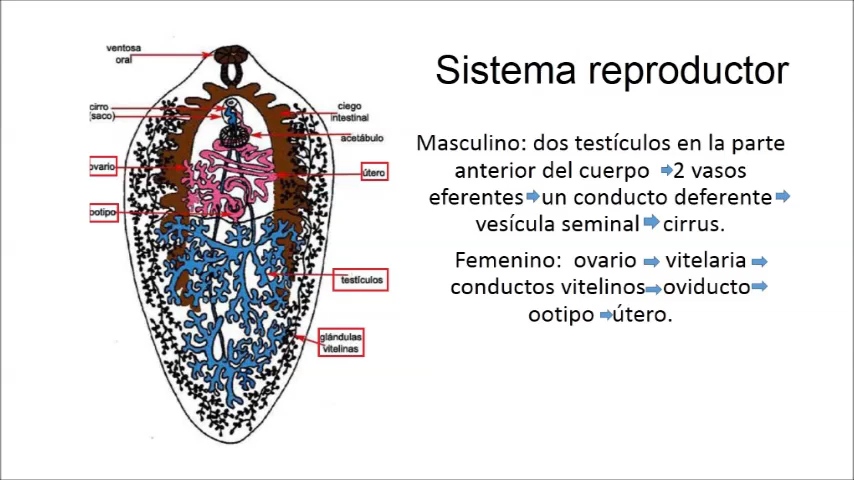 Sistema reproductor
ventosa
oral
cirro
(saco)
ovario
ootipo
ciego
intestinal
acetábulo
útero
testículos
glándulas
vitelinas
Masculino: dos testículos en la parte
anterior del cuerpo 2 vasos
eferentes un conducto deferente
vesícula seminal cirrus.
Femenino: ovario vitelaria
conductos vitelinos oviducto
ootipo útero.